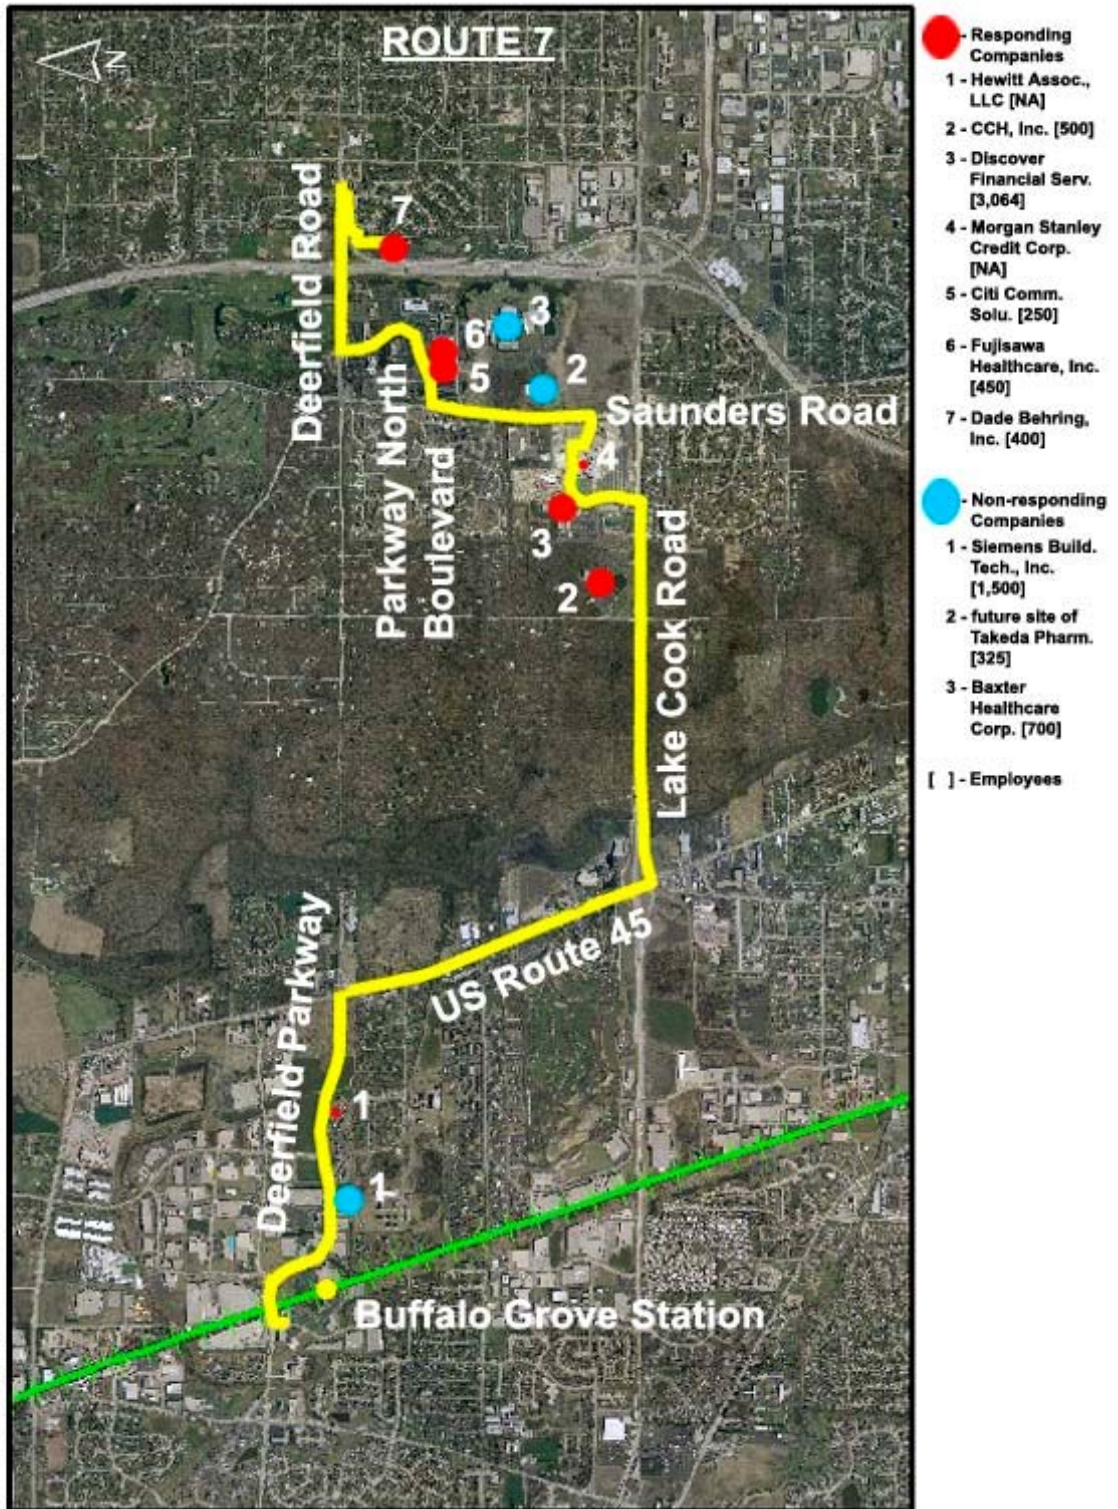 ROUTE 7
N
Deerfield Road
7
3
6
5
2
Saunders Road
4
Parkway North
Boulevard
3
2
Lake Cook Road
US Route 45
Deerfield Parkway
1
1
Buffalo Grove Station
- Responding
Companies
1 - Hewitt Assoc.,
LLC [NA]
2 - CCH, Inc. [500]
3 - Discover
Financial Serv.
[3,064]
4 - Morgan Stanley
Credit Corp.
[NA]
5 - Citi Comm.
Solu. [250]
6 - Fujisawa
Healthcare, Inc.
[450]
7 - Dade Behring,
Inc. [400]
- Non-responding
Companies
1 - Siemens Build.
Tech., Inc.
[1,500]
2 - future site of
Takeda Pharm.
[325]
3 - Baxter
Healthcare
Corp. [700]
[ ] - Employees